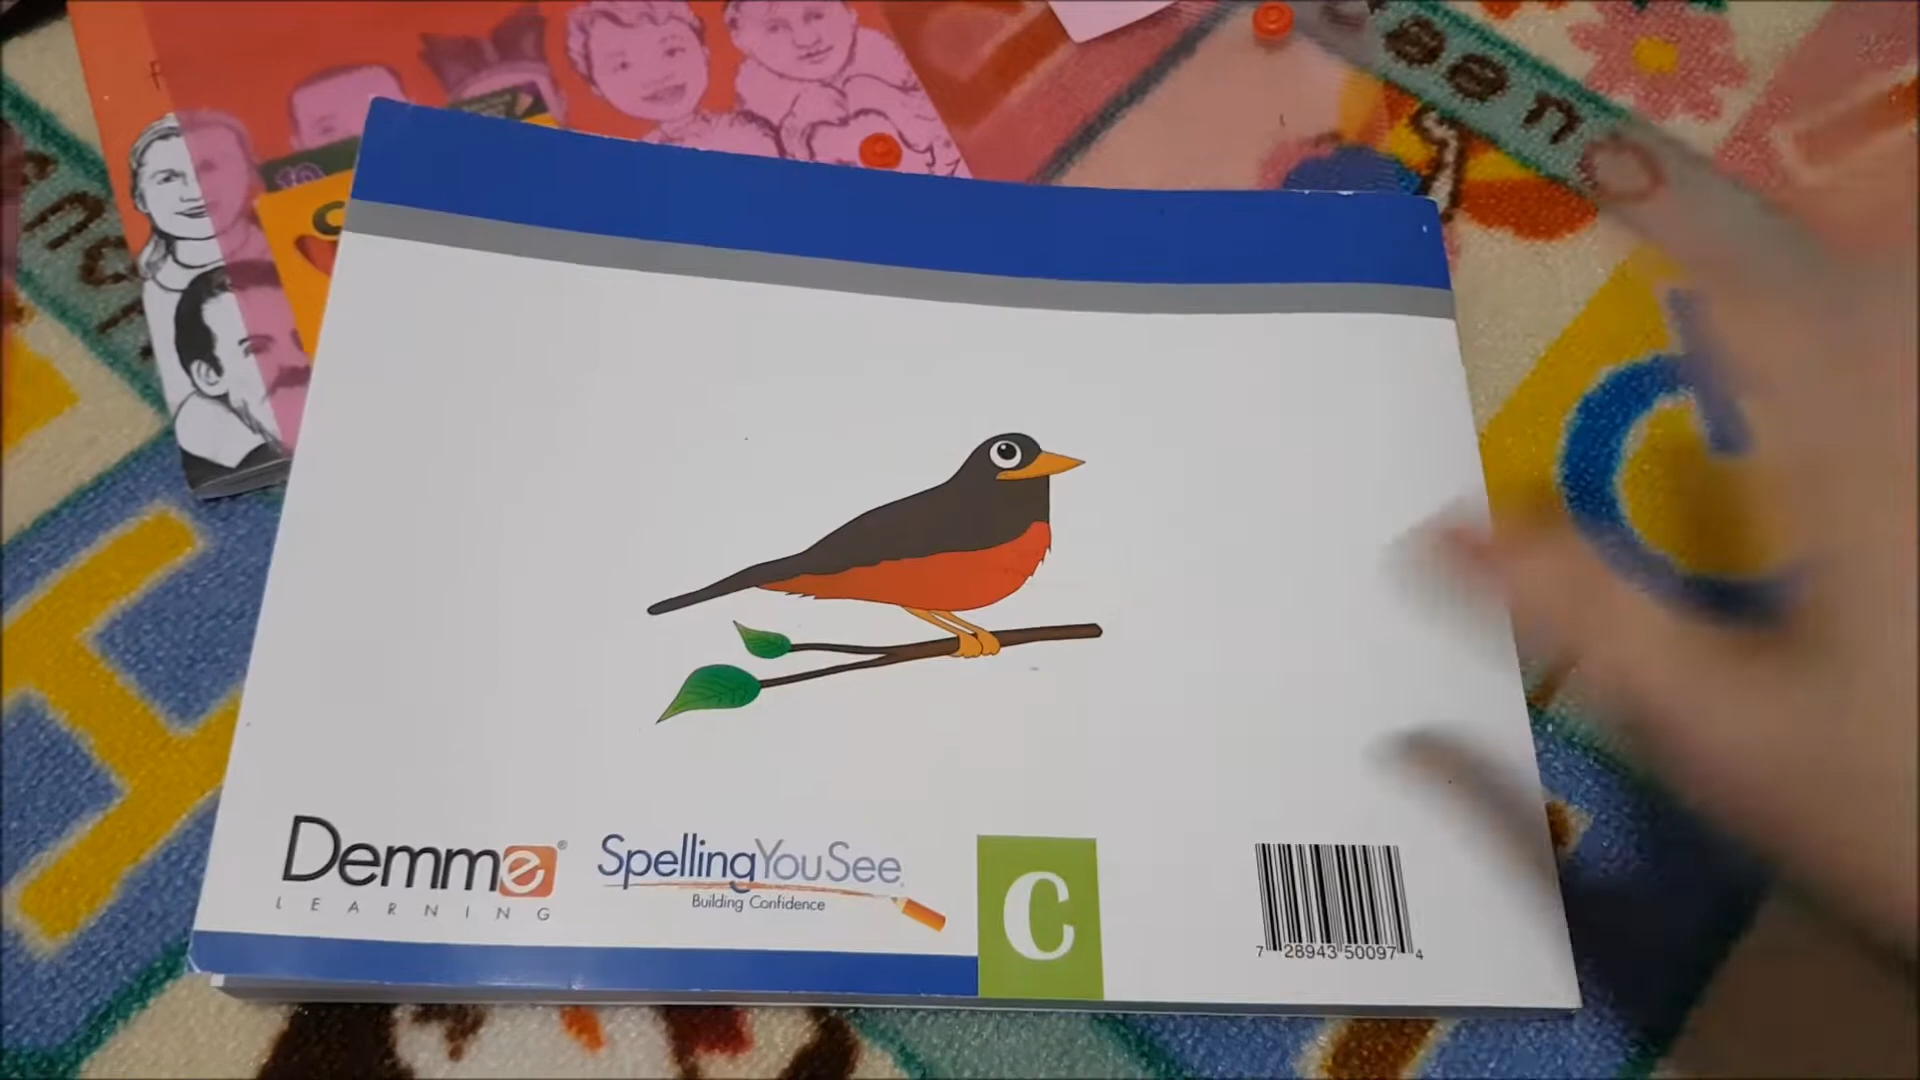 Demme
LEARNING
SpellingYouSee
Building Confidence
C
7 28943 50097 4